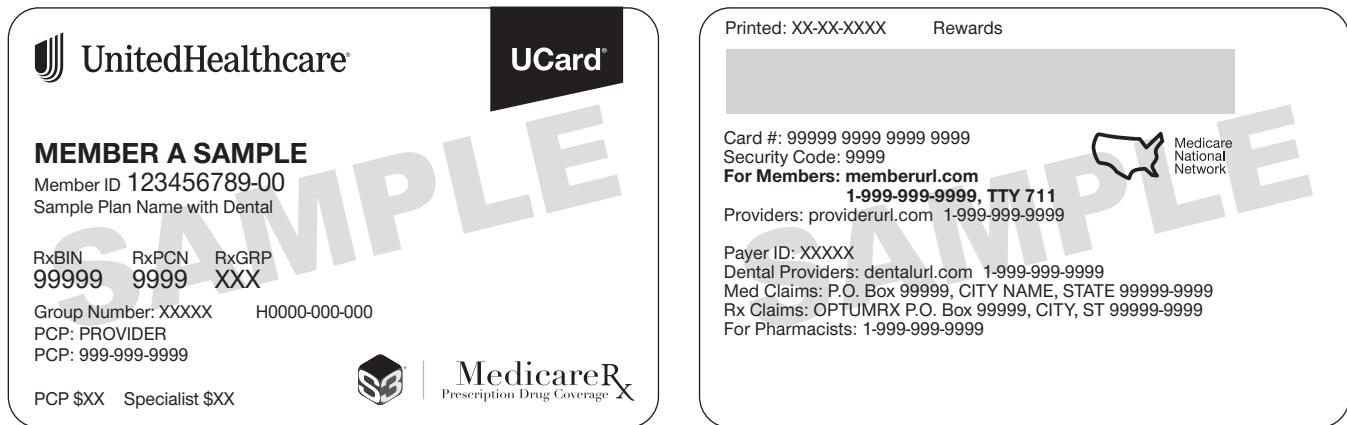 UnitedHealthcare®
UCard®
SAMPLE
MEMBER A SAMPLE
Member ID 123456789-00
Sample Plan Name with Dental
RxBIN RxPCN RxGRP
99999 9999 XXX
Group Number: XXXXX H0000-000-000
PCP: PROVIDER
PCP: 999-999-9999
PCP $XX Specialist $XX
S3
MedicareRx
Prescription Drug Coverage
Printed: XX-XX-XXXX Rewards
SAMPLE
Card #: 99999 9999 9999 9999
Security Code: 9999
For Members: memberurl.com
1-999-999-9999, TTY 711
Providers: providerurl.com 1-999-999-9999
Medicare
National
Network
Payer ID: XXXXX
Dental Providers: dentalurl.com 1-999-999-9999
Med Claims: P.O. Box 99999, CITY NAME, STATE 99999-9999
Rx Claims: OPTUMRX P.O. Box 99999, CITY, ST 99999-9999
For Pharmacists: 1-999-999-9999